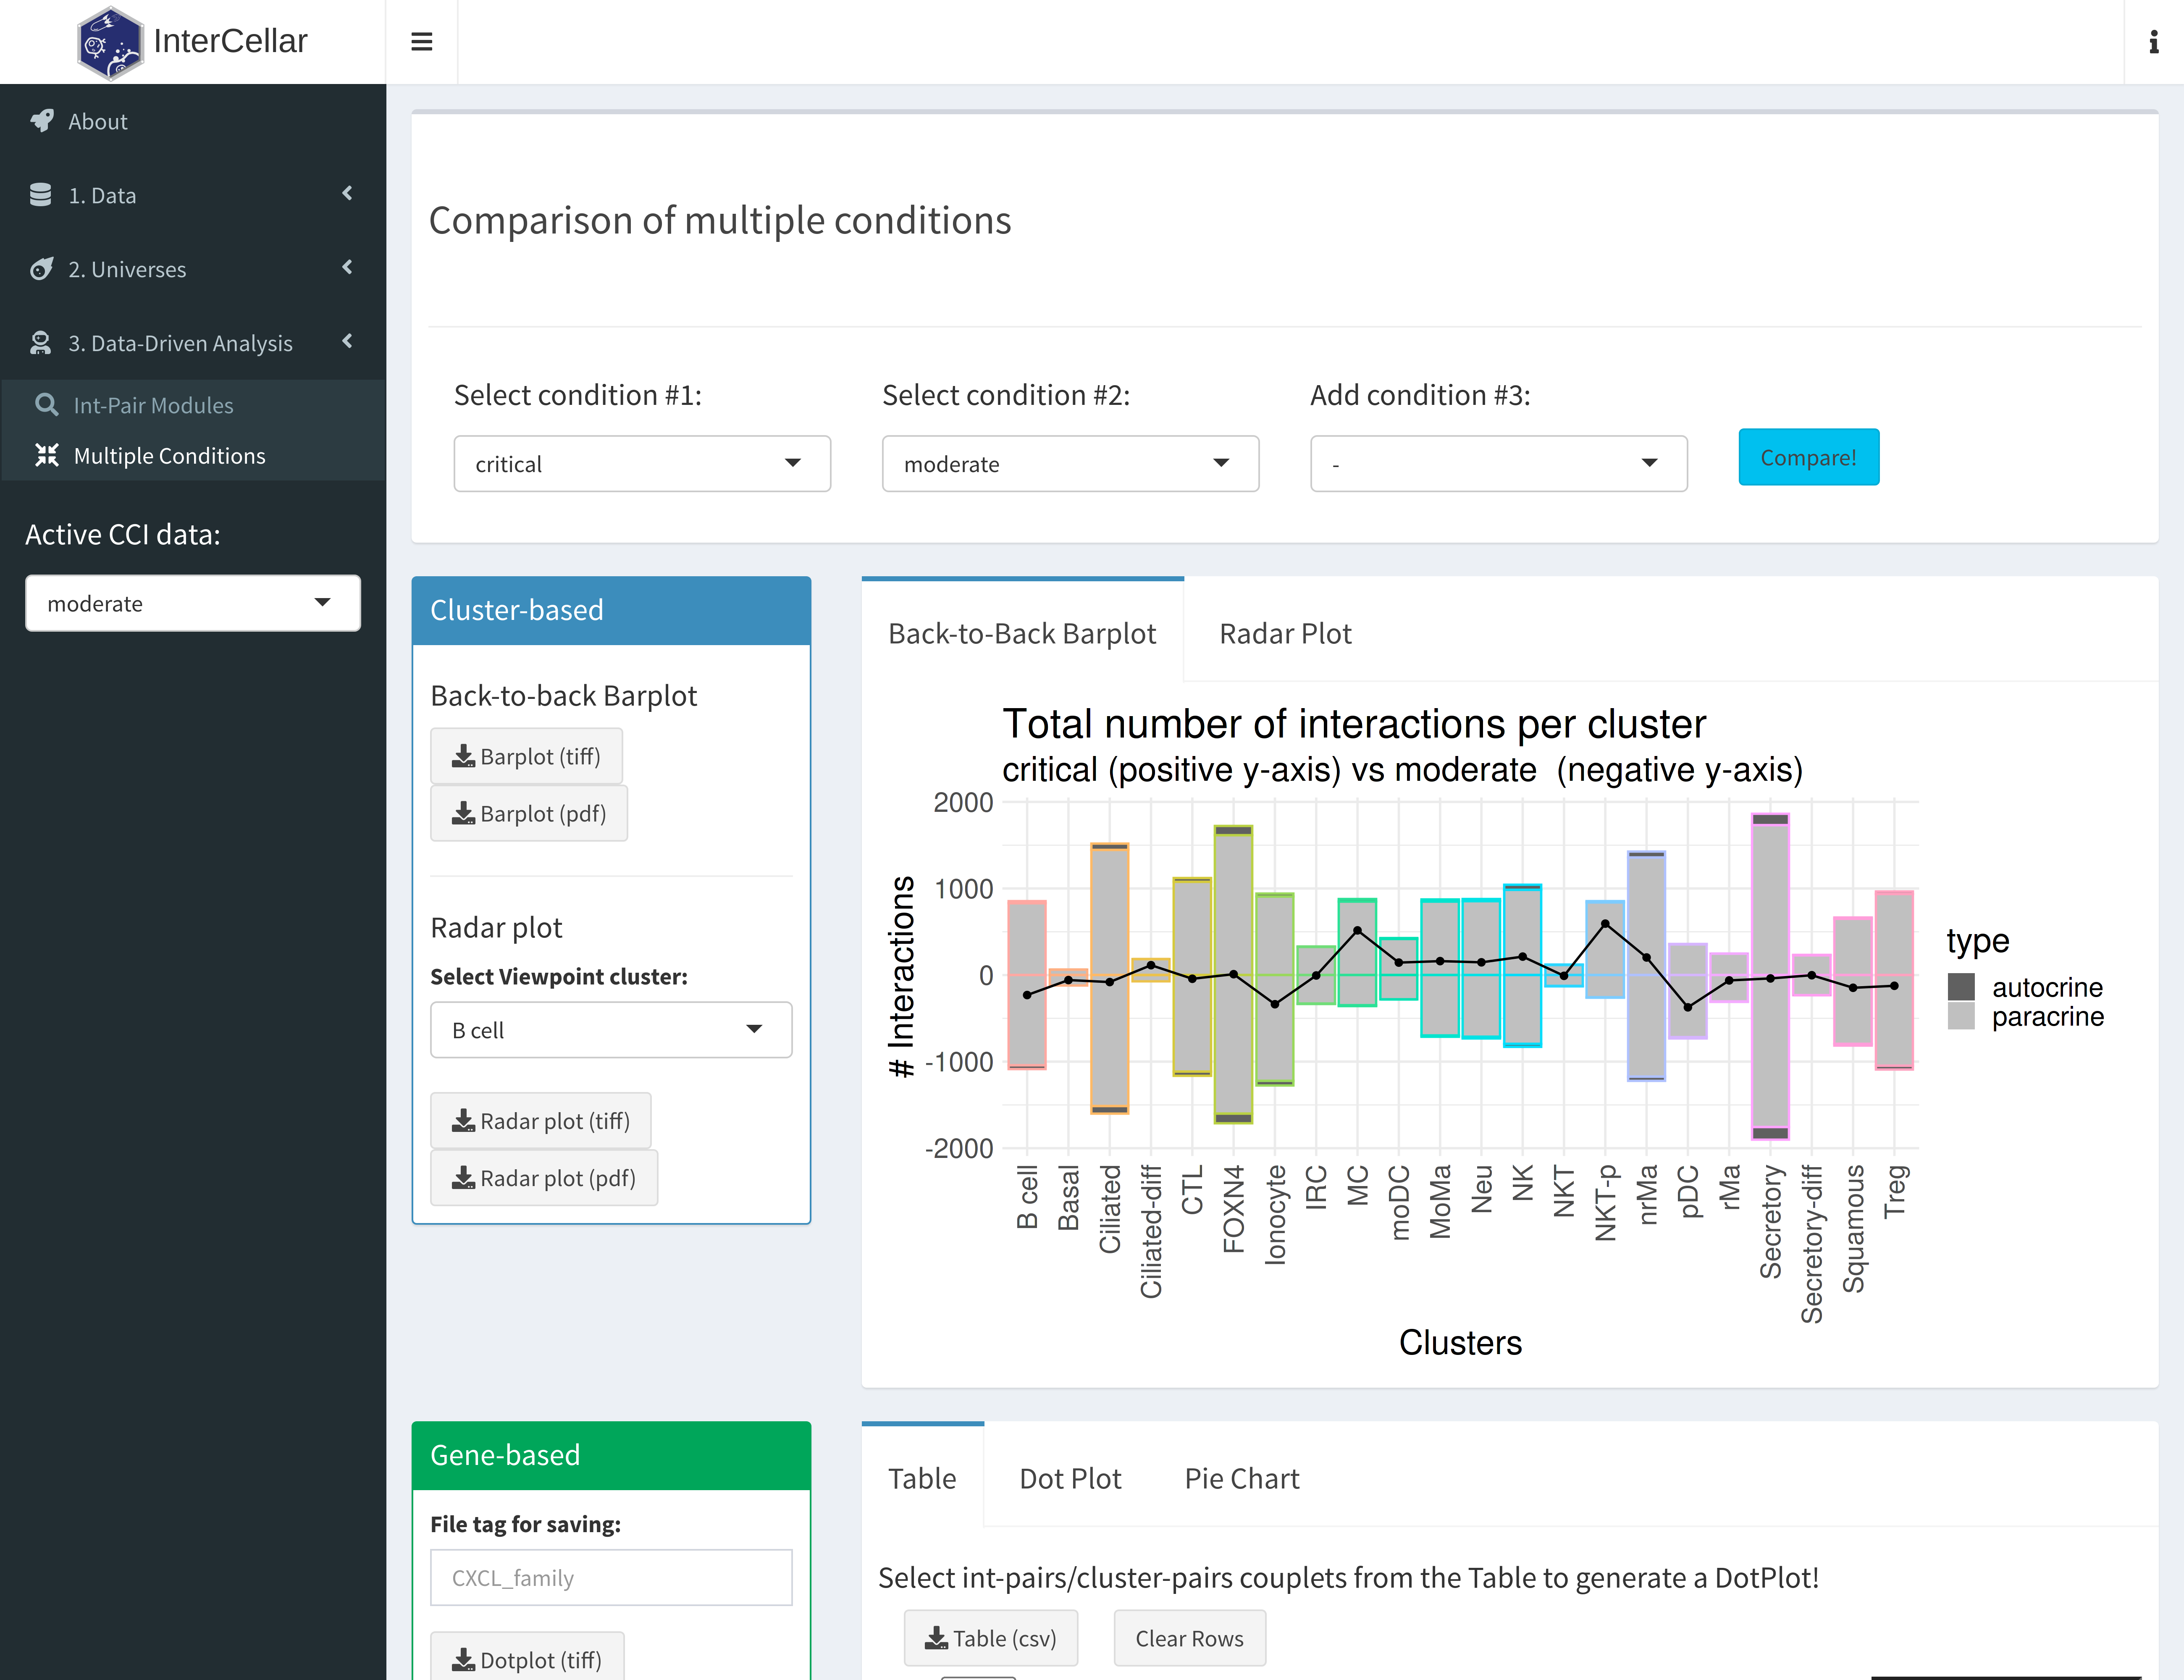 InterCellar
About
1. Data
2. Universes
3. Data-Driven Analysis
Int-Pair Modules
Multiple Conditions
Active CCI data:
moderate
Comparison of multiple conditions
Select condition #1:
Select condition #2:
Add condition #3:
critical
moderate
-
Compare!
Cluster-based
Back-to-back Barplot
Barplot (tiff)
Barplot (pdf)
Radar plot
Select Viewpoint cluster:
B cell
Radar plot (tiff)
Radar plot (pdf)
Back-to-Back Barplot
Radar Plot
Total number of interactions per cluster
critical (positive y-axis) vs moderate  (negative y-axis)
# Interactions
2000
1000
0
-1000
-2000
B cell
Basal
Ciliated
Ciliated-diff
CTL
FOXN4
Ionocyte
IRC
MC
moDC
MoMa
Neu
NK
NKT
NKT-p
nrMa
pDC
rMa
Secretory
Secretory-diff
Squamous
Treg
Clusters
type
autocrine
paracrine
Gene-based
File tag for saving:
CXCL_family
Dotplot (tiff)
Table
Dot Plot
Pie Chart
Select int-pairs/cluster-pairs couplets from the Table to generate a DotPlot!
Table (csv)
Clear Rows